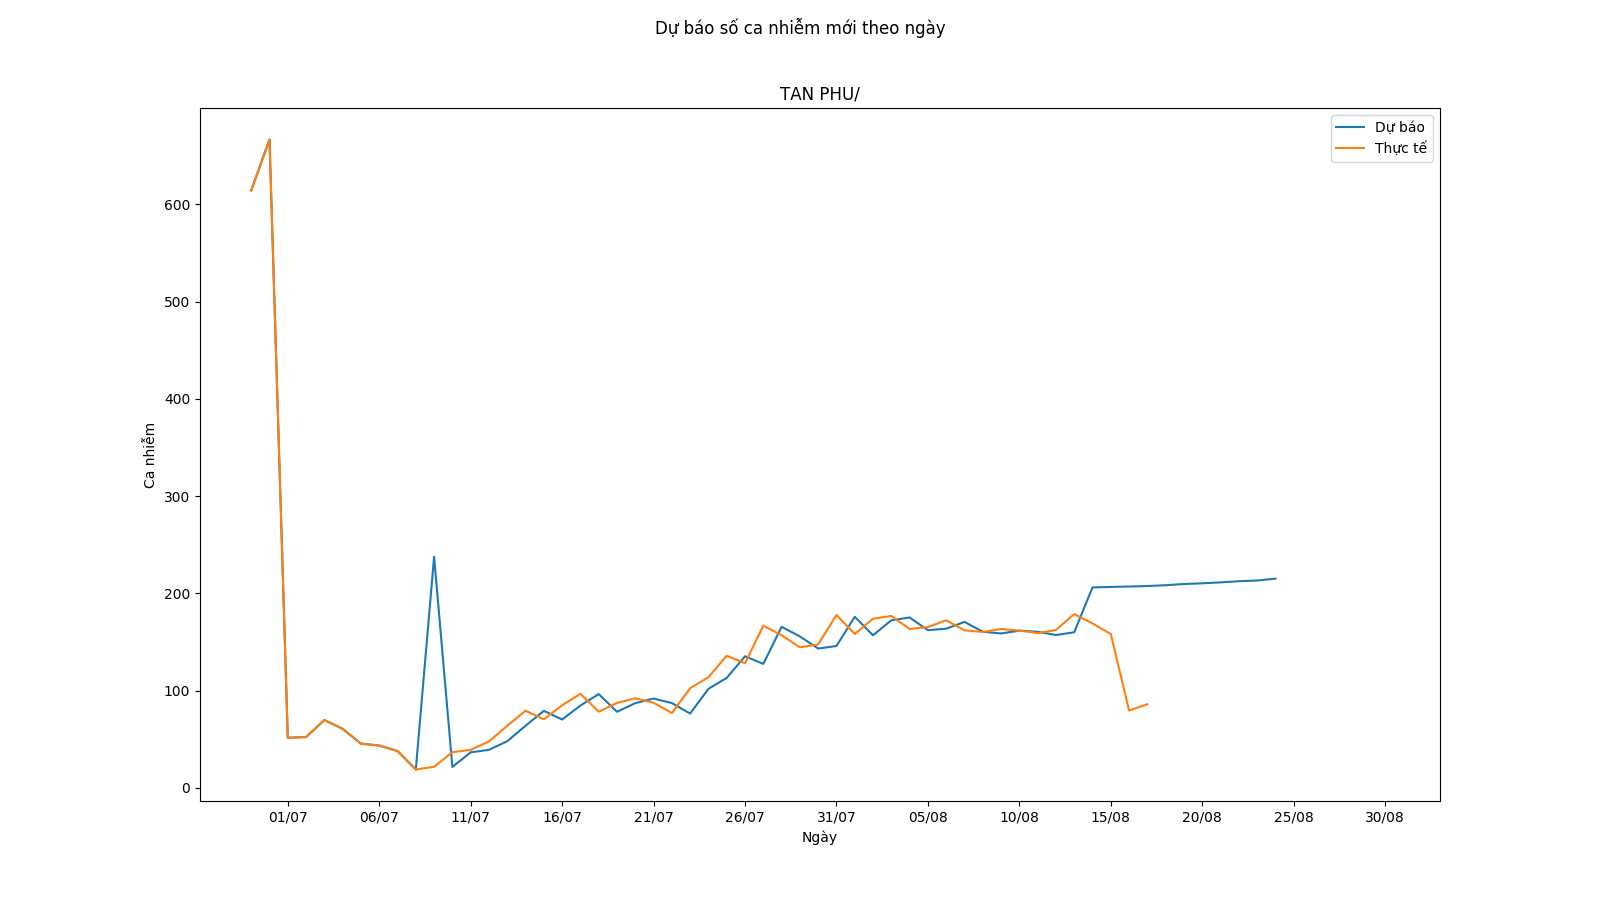 Dự báo số ca nhiễm mới theo ngày
TAN PHU/
Dự báo
Thực tế
Ca nhiễm
600
500
400
300
200
100
0
01/07 06/07 11/07 16/07 21/07 26/07 31/07 05/08 10/08 15/08 20/08 25/08 30/08
Ngày